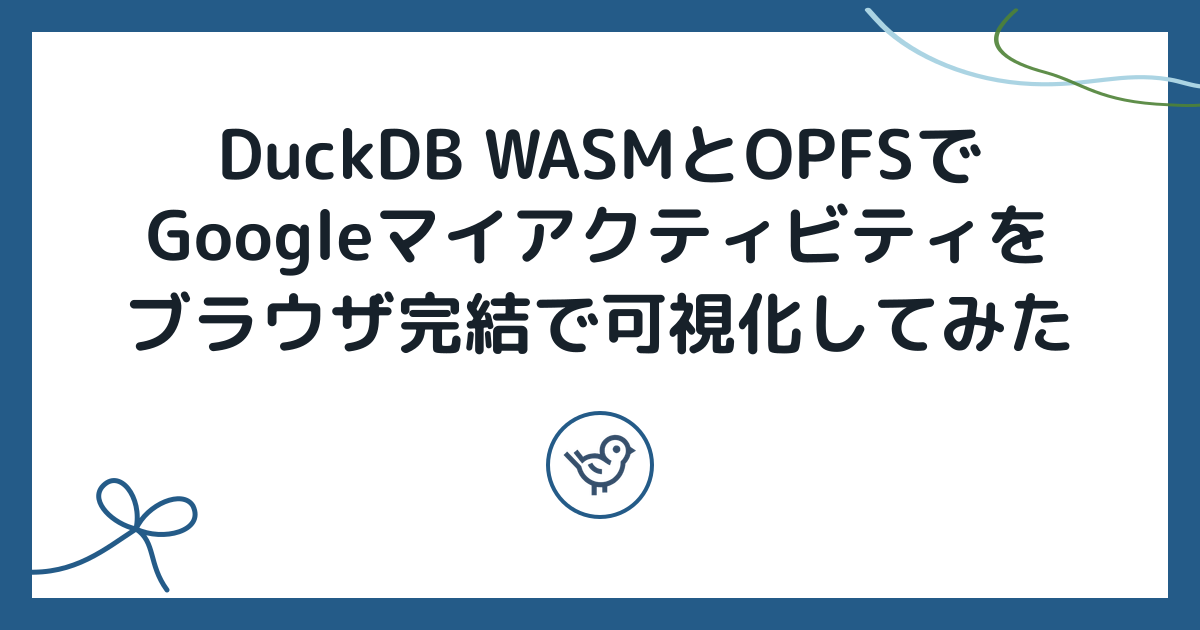 DuckDB WASMとOPFSで
Googleマイアクティビティを
ブラウザ完結で可視化してみた